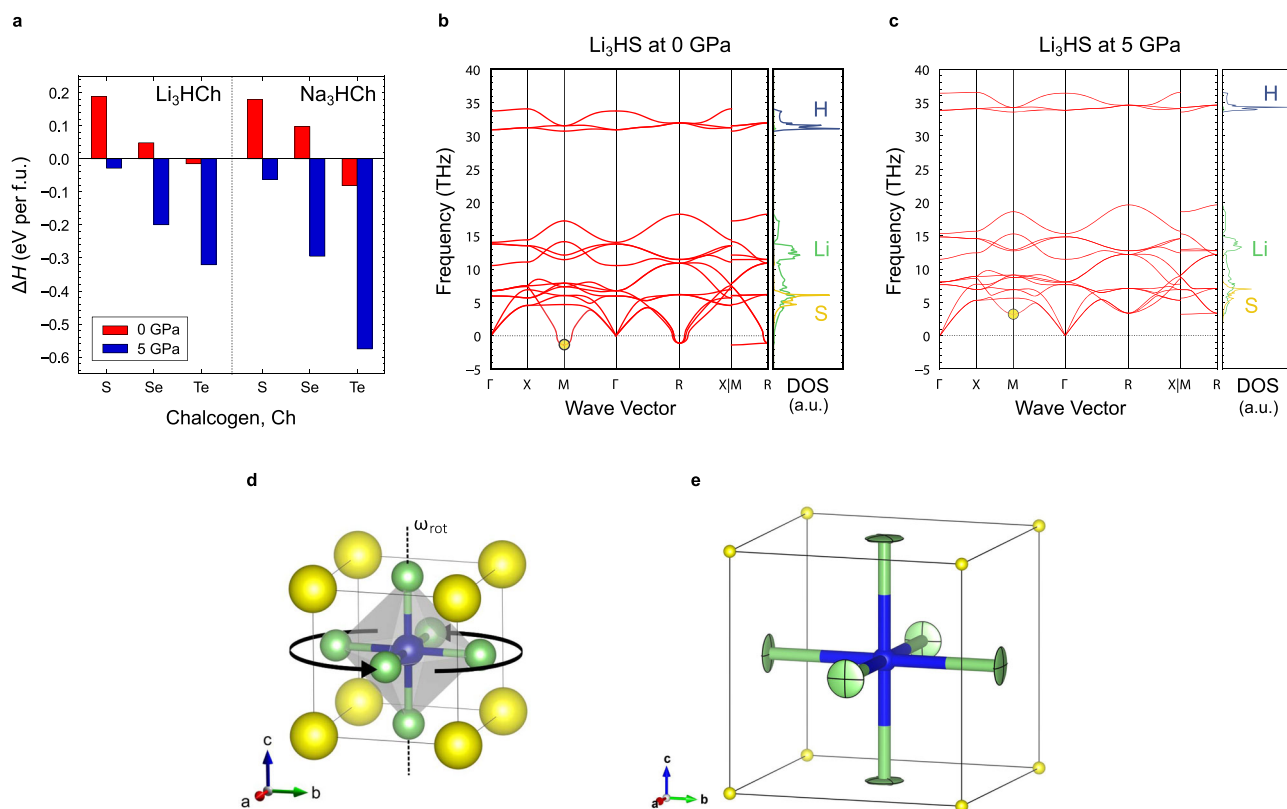 a
Li₃HCh
Na₃HCh
0.2
0.1
0.0
−0.1
−0.2
−0.3
−0.4
−0.5
−0.6
ΔH (eV per f.u.)
0 GPa
5 GPa
S Se Te S Se Te
Chalcogen, Ch
b
Li₃HS at 0 GPa
40
35
30
25
20
15
10
5
0
−5
Frequency (THz)
H
Li
S
Γ X M Γ R X|M R
Wave Vector
DOS
(a.u.)
c
Li₃HS at 5 GPa
40
35
30
25
20
15
10
5
0
−5
Frequency (THz)
H
Li
S
Γ X M Γ R X|M R
Wave Vector
DOS
(a.u.)
d
ω_rot
c
a
b
e
c
a
b